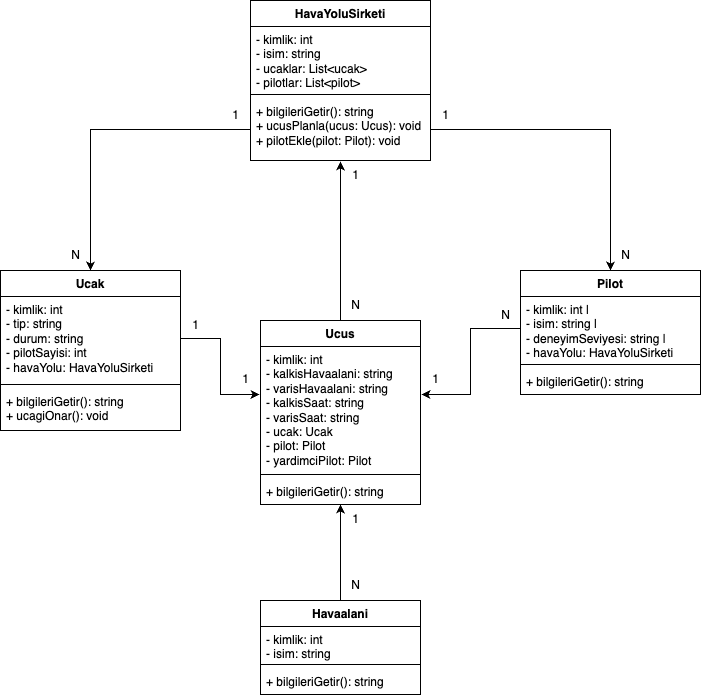 HavaYoluSirketi
- kimlik: int
- isim: string
- ucaklar: List<ucak>
- pilotlar: List<pilot>
+ bilgileriGetir(): string
+ ucusPlanla(ucus: Ucus): void
+ pilotEkle(pilot: Pilot): void
1
1
1
N
N
Ucak
- kimlik: int
- tip: string
- durum: string
- pilotSayisi: int
- havaYolu: HavaYoluSirketi
+ bilgileriGetir(): string
+ ucagiOnar(): void
Pilot
- kimlik: int l
- isim: string l
- deneyimSeviyesi: string l
- havaYolu: HavaYoluSirketi
+ bilgileriGetir(): string
N
1
N
1
1
Ucus
- kimlik: int
- kalkisHavaalani: string
- varisHavaalani: string
- kalkisSaat: string
- varisSaat: string
- ucak: Ucak
- pilot: Pilot
- yardimciPilot: Pilot
+ bilgileriGetir(): string
1
N
Havaalani
- kimlik: int
- isim: string
+ bilgileriGetir(): string